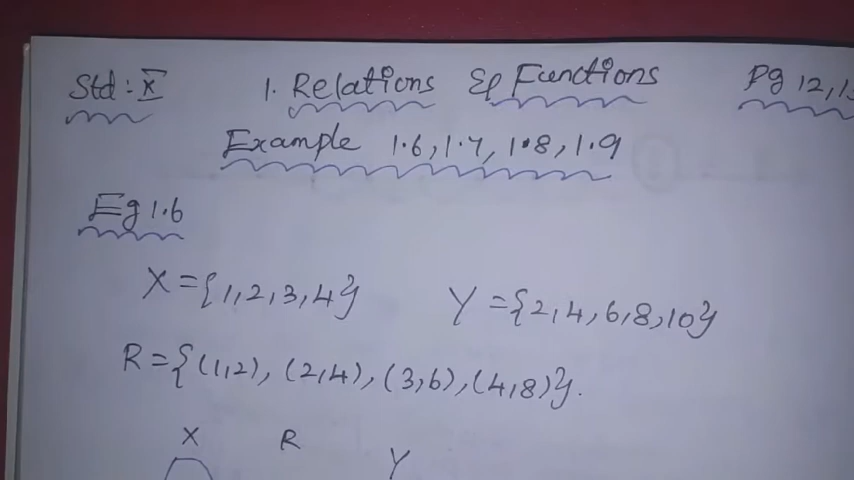 Std : X 1. Relations & Functions Pg 12, 13
Example 1.6, 1.7, 1.8, 1.9
Eg 1.6
X = {1, 2, 3, 4} Y = {2, 4, 6, 8, 10}
R = {(1,2), (2,4), (3,6), (4,8)}.
X R Y